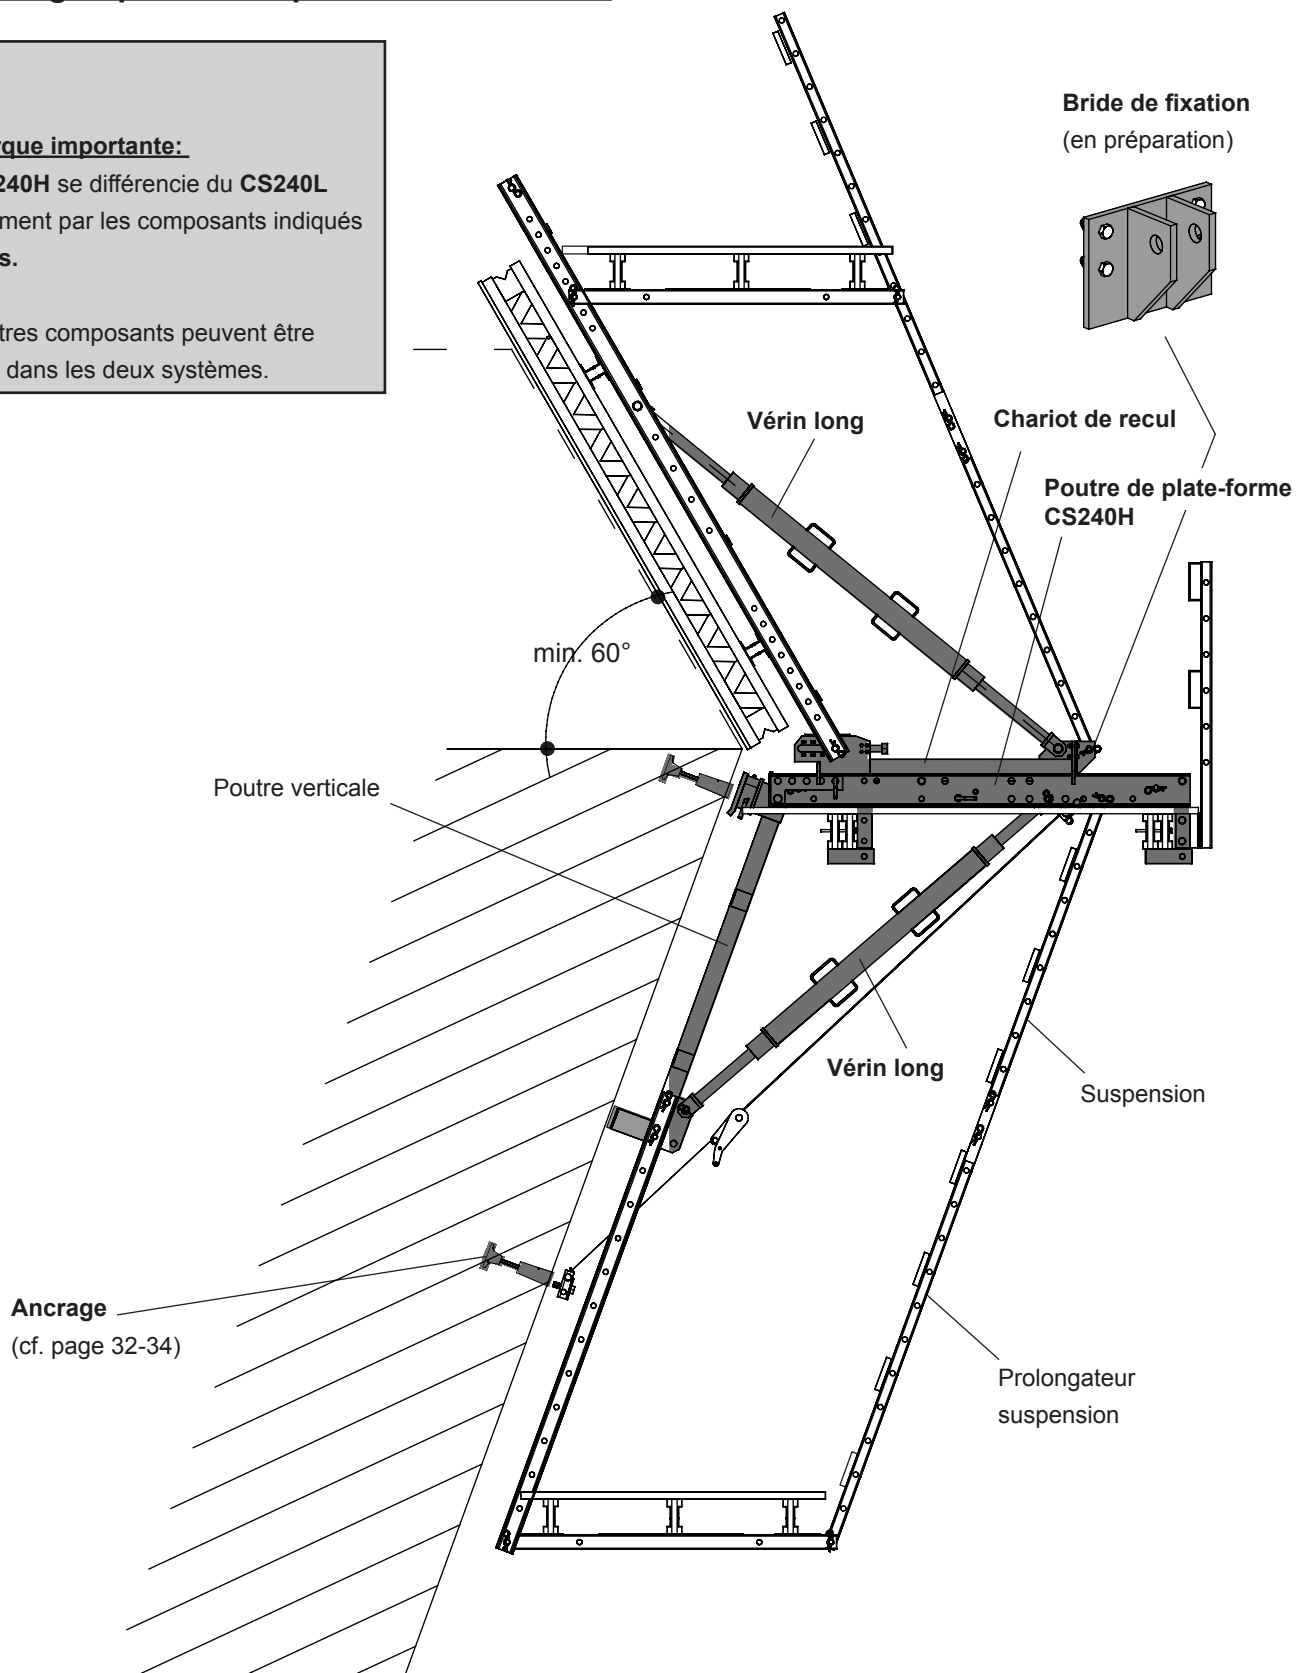 rque importante:
240H se différencie du CS240L
ment par les composants indiqués
s.
tres composants peuvent être
dans les deux systèmes.
Bride de fixation
(en préparation)
Vérin long
Chariot de recul
Poutre de plate-forme
CS240H
min. 60°
Poutre verticale
Vérin long
Suspension
Ancrage
(cf. page 32-34)
Prolongateur
suspension